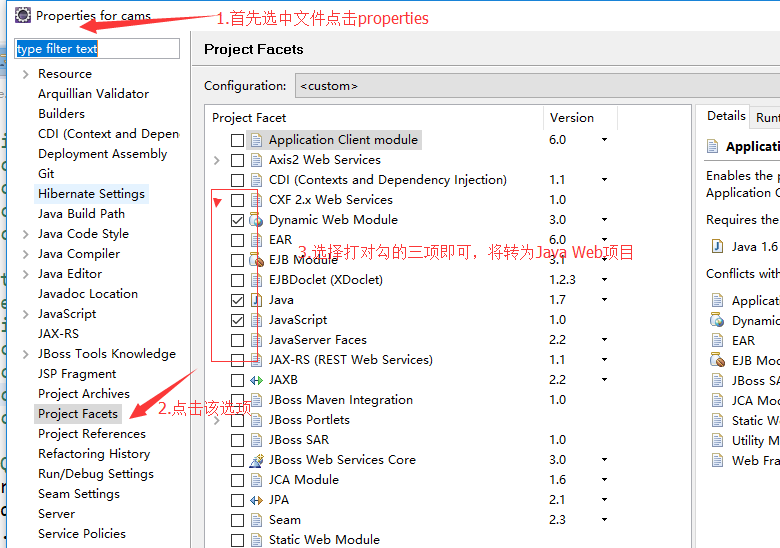 Properties for cams
1.首先选中文件点击properties
type filter text
Resource
Arquillian Validator
Builders
CDI (Context and Depen
Deployment Assembly
Git
Hibernate Settings
Java Build Path
Java Code Style
Java Compiler
Java Editor
Javadoc Location
JavaScript
JAX-RS
JBoss Tools Knowledge
JSP Fragment
Project Archives
Project Facets
2.点击该选项
Project References
Refactoring History
Run/Debug Settings
Seam Settings
Server
Service Policies
Project Facets
Configuration: <custom>
Project Facet Version
Application Client module 6.0
Axis2 Web Services
CDI (Contexts and Dependency Injection) 1.1
CXF 2.x Web Services 1.0
Dynamic Web Module 3.0
EAR 6.0
3.选择打对勾的三项即可，将转为Java Web项目
EJB Module 3.1
EJBDoclet (XDoclet) 1.2.3
Java 1.7
JavaScript 1.0
JavaServer Faces 2.2
JAX-RS (REST Web Services) 1.1
JAXB 2.2
JBoss Maven Integration 1.0
JBoss Portlets
JBoss SAR 1.0
JBoss Web Services Core 3.0
JCA Module 1.6
JPA 2.1
Seam 2.3
Static Web Module
Details Runt
Applicati
Enables the p
Application C
Requires the
Java 1.6
Conflicts with
Applicati
Dynamic
EAR
EJB Mod
JBoss SA
JCA Mod
Static We
Utility M
Web Fra